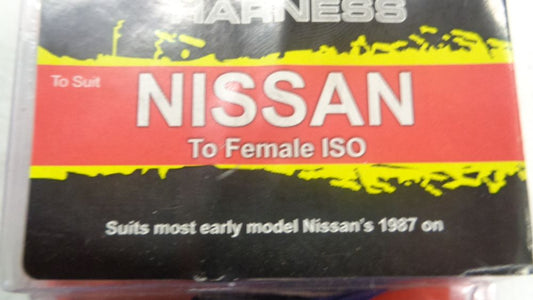 HARNESS
To Suit
NISSAN
To Female ISO
Suits most early model Nissan's 1987 on